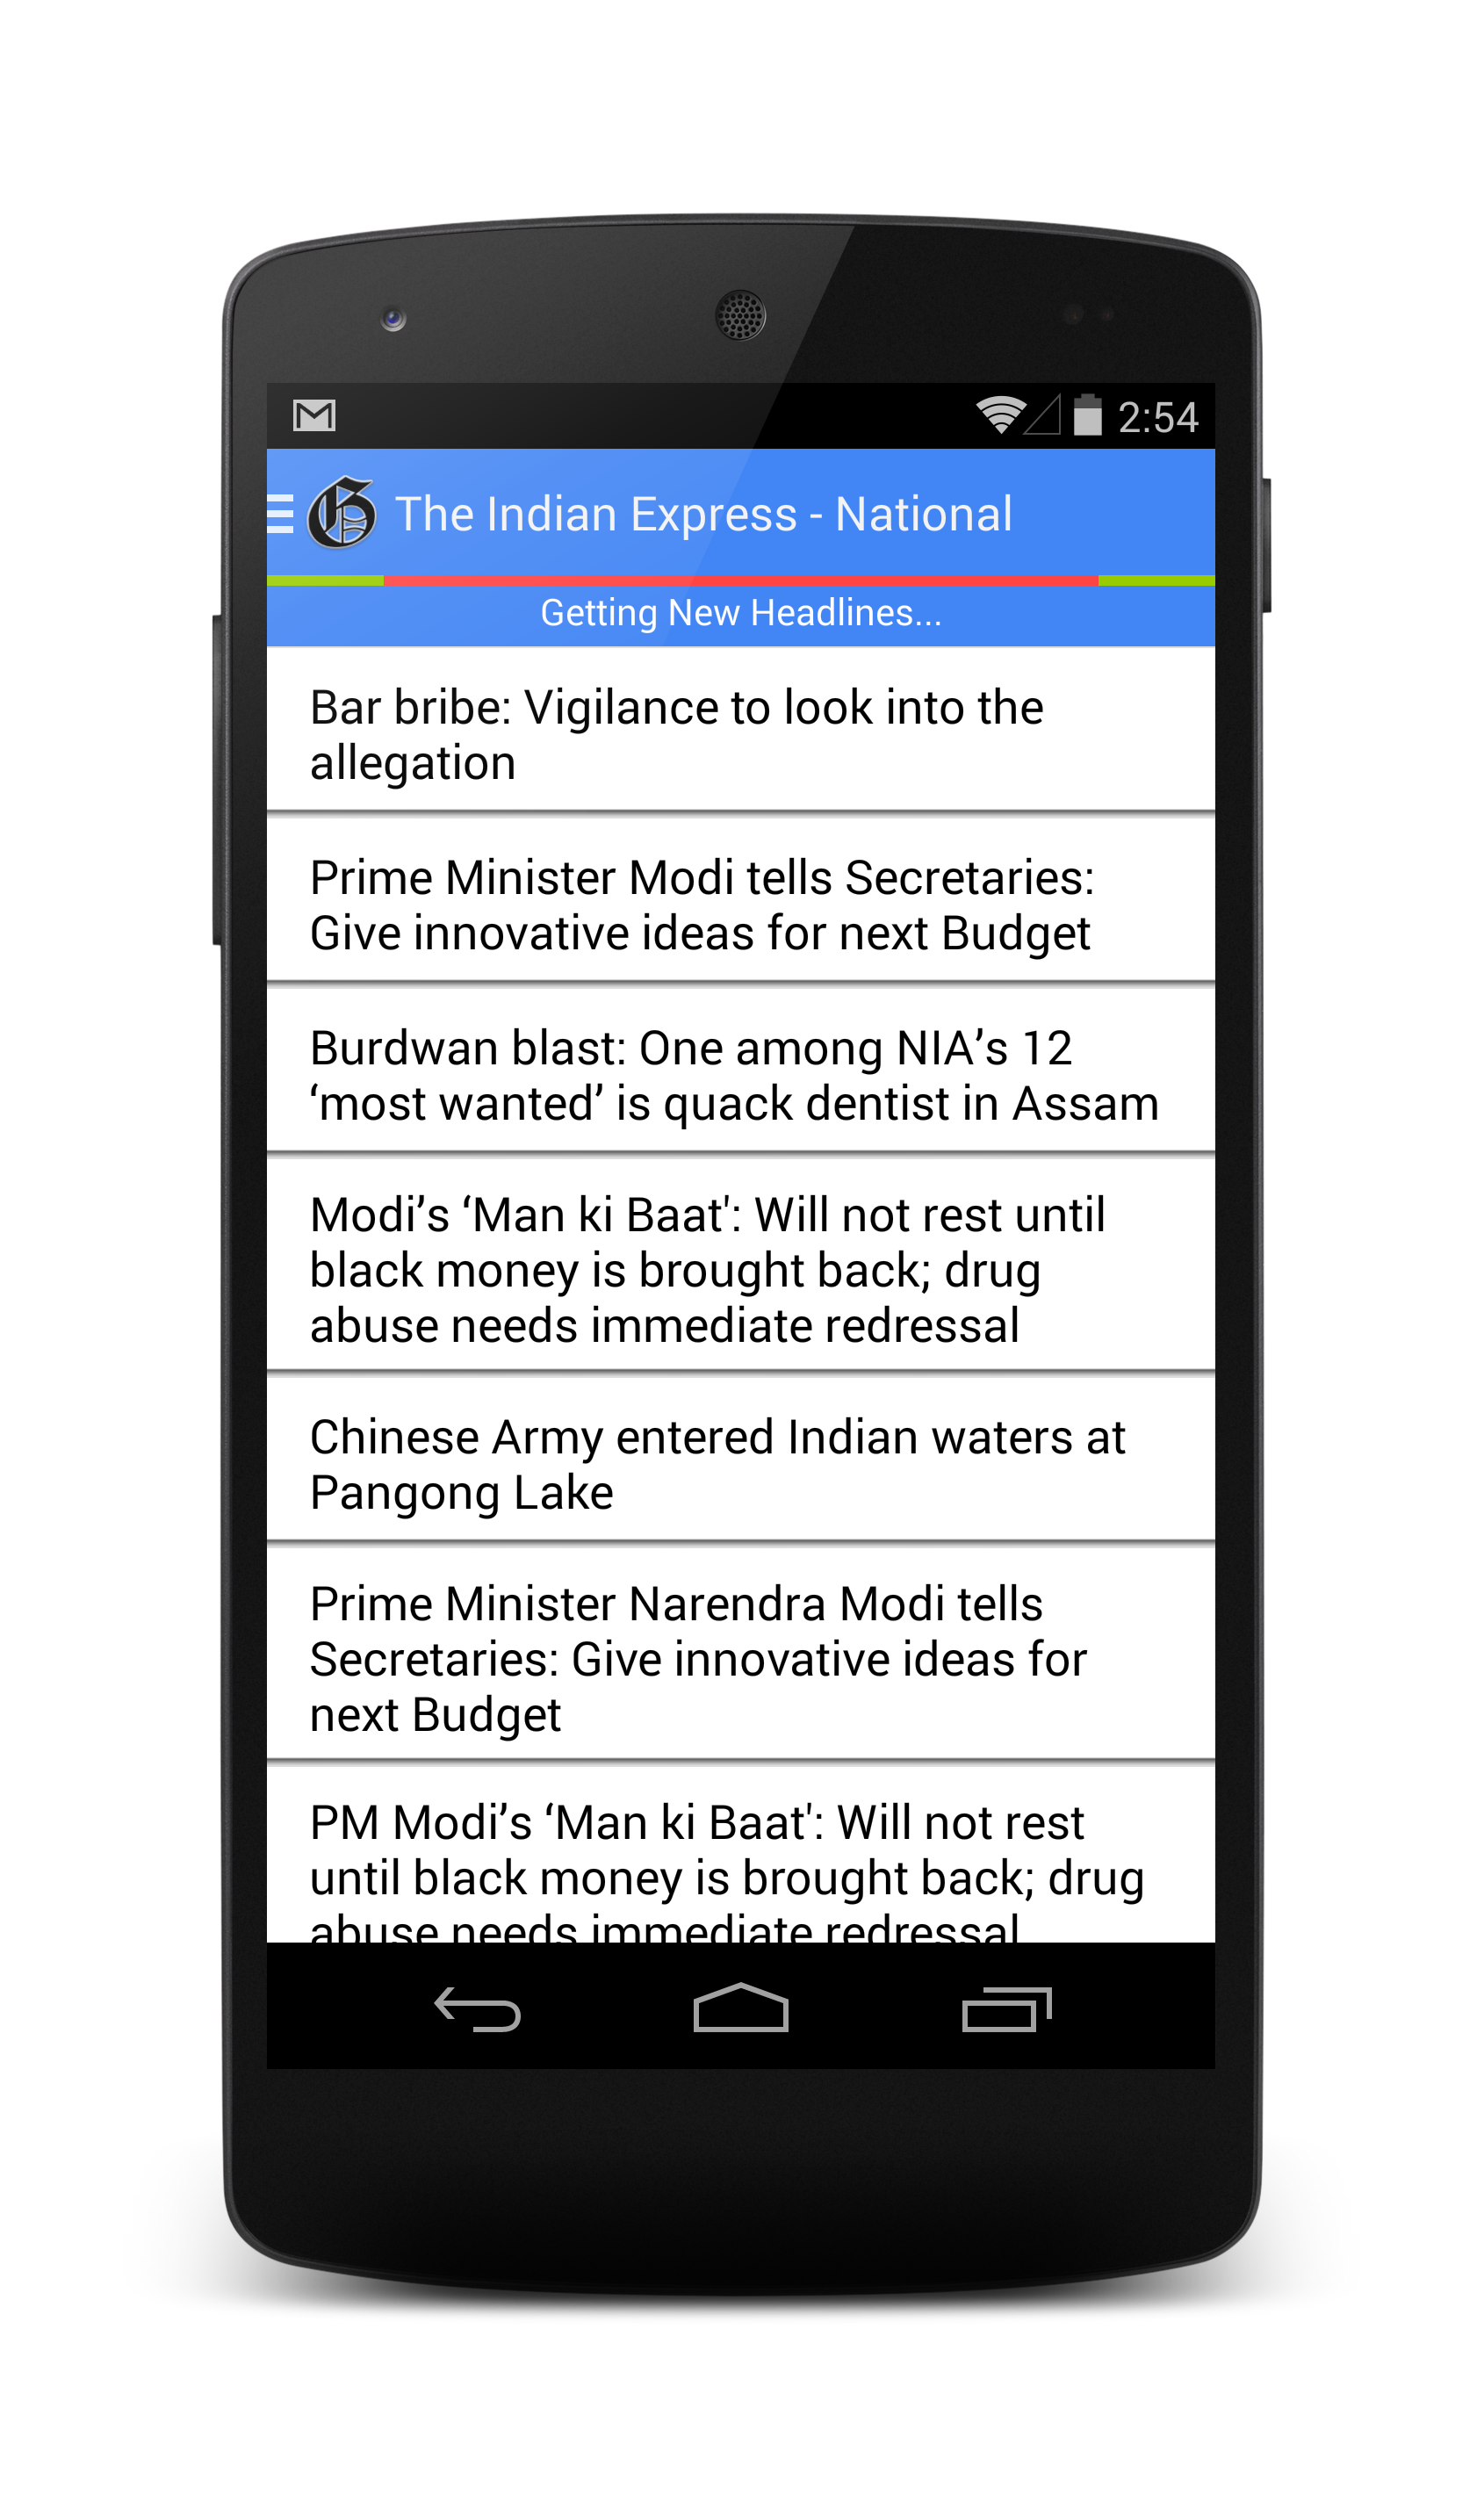 2:54
G The Indian Express - National
Getting New Headlines...
Bar bribe: Vigilance to look into the
allegation
Prime Minister Modi tells Secretaries:
Give innovative ideas for next Budget
Burdwan blast: One among NIA’s 12
‘most wanted’ is quack dentist in Assam
Modi’s ‘Man ki Baat': Will not rest until
black money is brought back; drug
abuse needs immediate redressal
Chinese Army entered Indian waters at
Pangong Lake
Prime Minister Narendra Modi tells
Secretaries: Give innovative ideas for
next Budget
PM Modi’s ‘Man ki Baat': Will not rest
until black money is brought back; drug
abuse needs immediate redressal